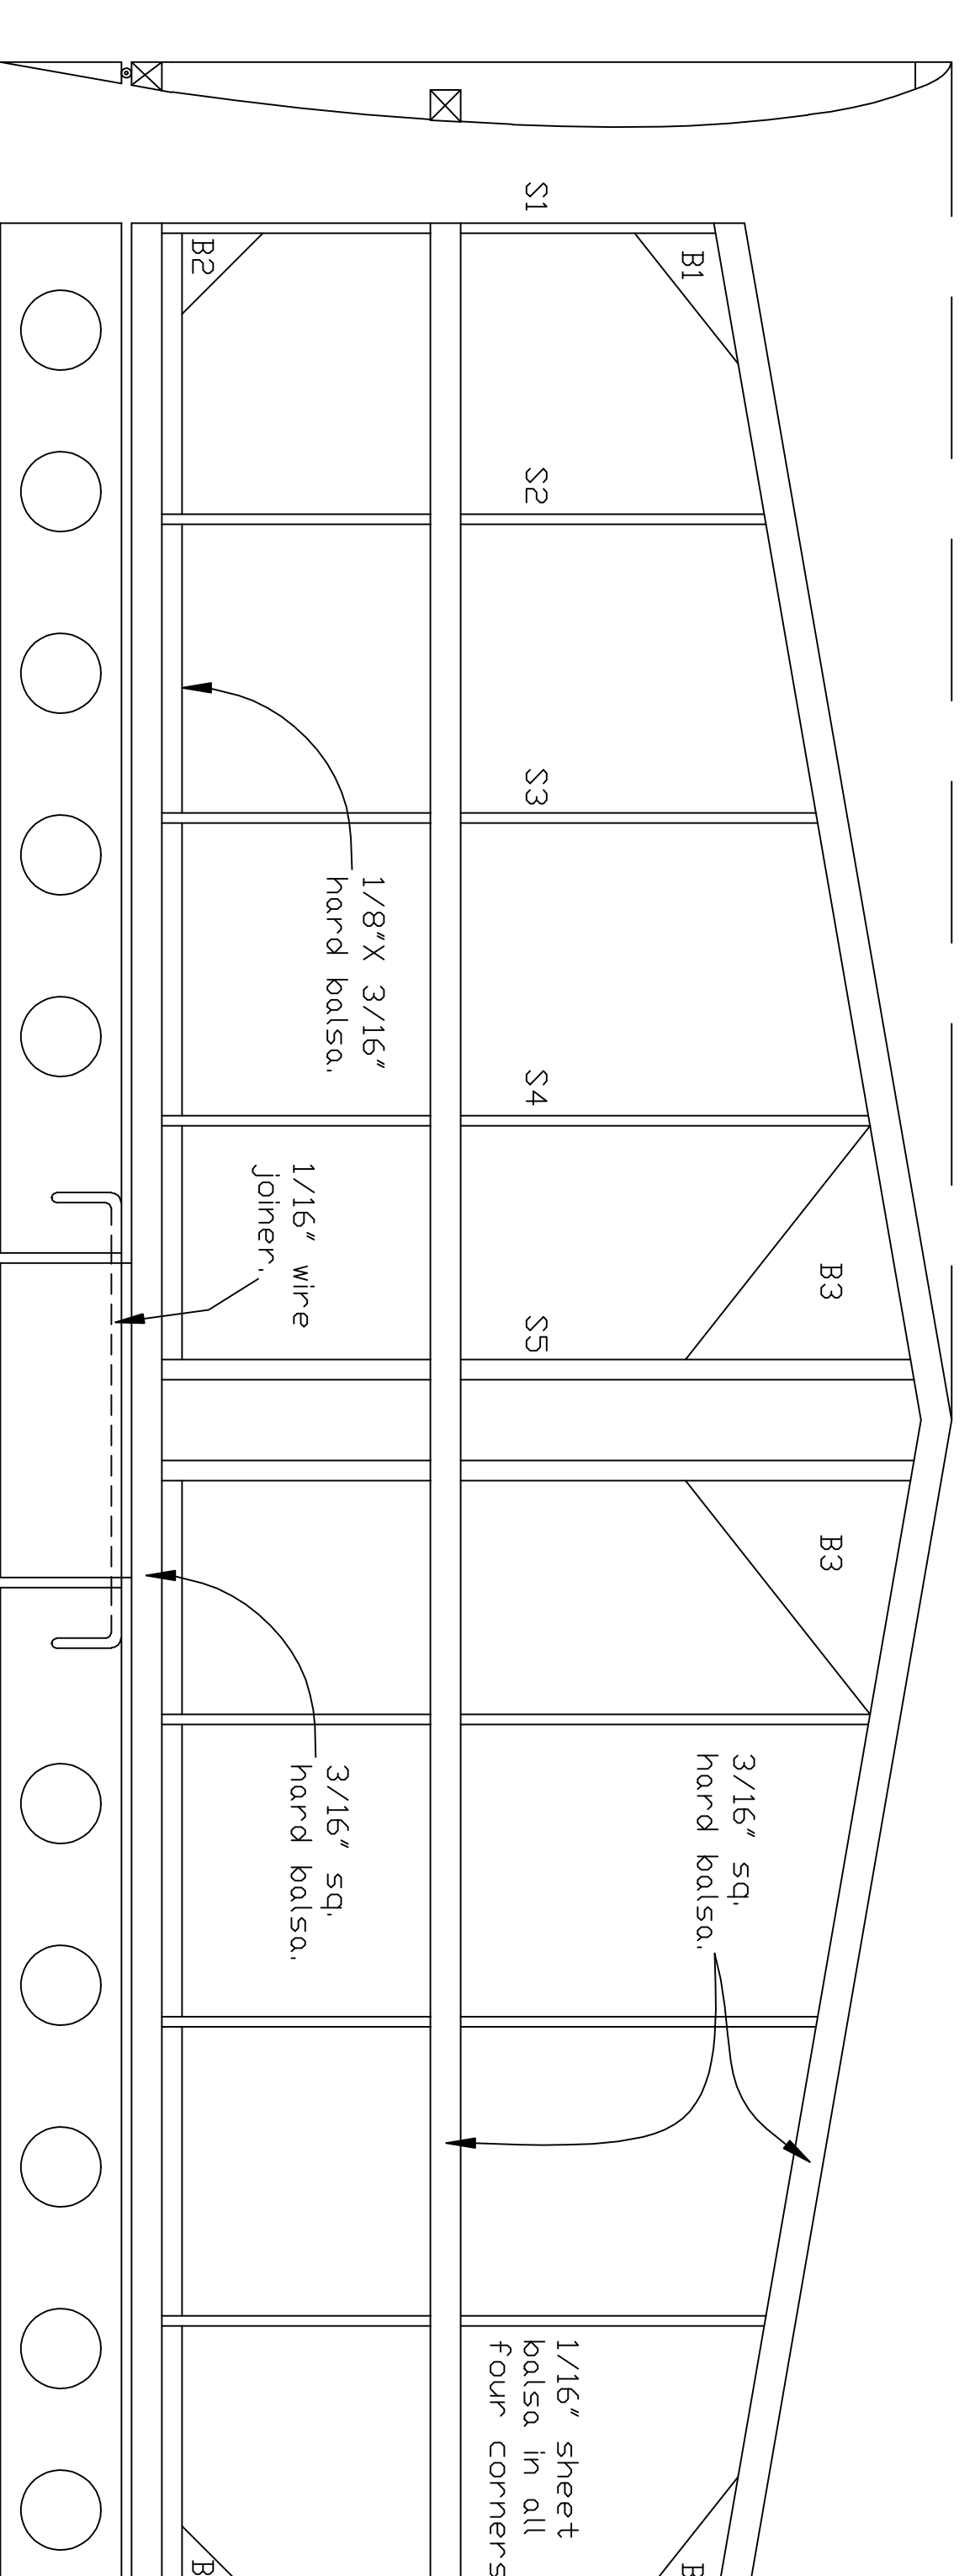 S1
B1
B2
S2
S3
1/8"X 3/16"
hard balsa.
S4
1/16" wire
joiner.
B3
S5
B3
3/16" sq.
hard balsa.
3/16" sq.
hard balsa.
1/16" sheet
balsa in all
four corners
B
B